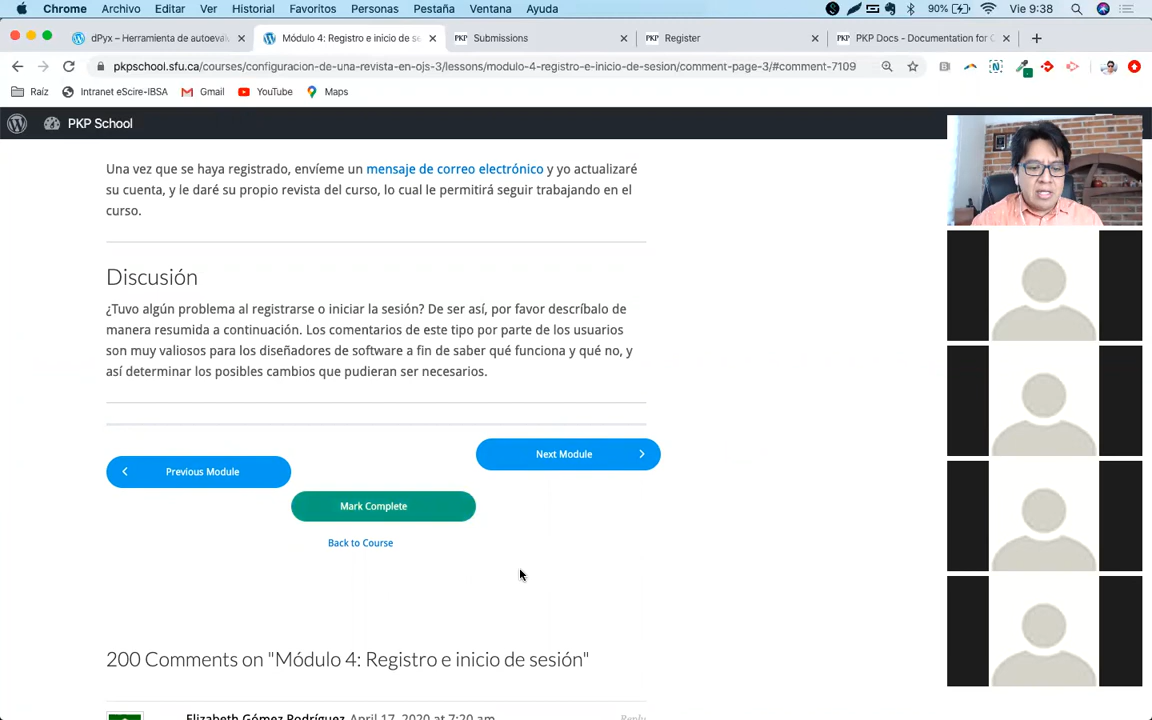 Chrome Archivo Editar Ver Historial Favoritos Personas Pestaña Ventana Ayuda 90% Vie 9:38
dPyx – Herramienta de autoevalu Módulo 4: Registro e inicio de se Submissions Register PKP Docs - Documentation for O
pkpschool.sfu.ca/courses/configuracion-de-una-revista-en-ojs-3/lessons/modulo-4-registro-e-inicio-de-sesion/comment-page-3/#comment-7109
Raíz Intranet eScire-IBSA Gmail YouTube Maps
PKP School
Una vez que se haya registrado, envíeme un mensaje de correo electrónico y yo actualizaré
su cuenta, y le daré su propio revista del curso, lo cual le permitirá seguir trabajando en el
curso.
Discusión
¿Tuvo algún problema al registrarse o iniciar la sesión? De ser así, por favor descríbalo de
manera resumida a continuación. Los comentarios de este tipo por parte de los usuarios
son muy valiosos para los diseñadores de software a fin de saber qué funciona y qué no, y
así determinar los posibles cambios que pudieran ser necesarios.
Next Module
Previous Module
Mark Complete
Back to Course
200 Comments on "Módulo 4: Registro e inicio de sesión"
Elizabeth Gómez Rodríguez April 17, 2020 at 7:20 am Reply